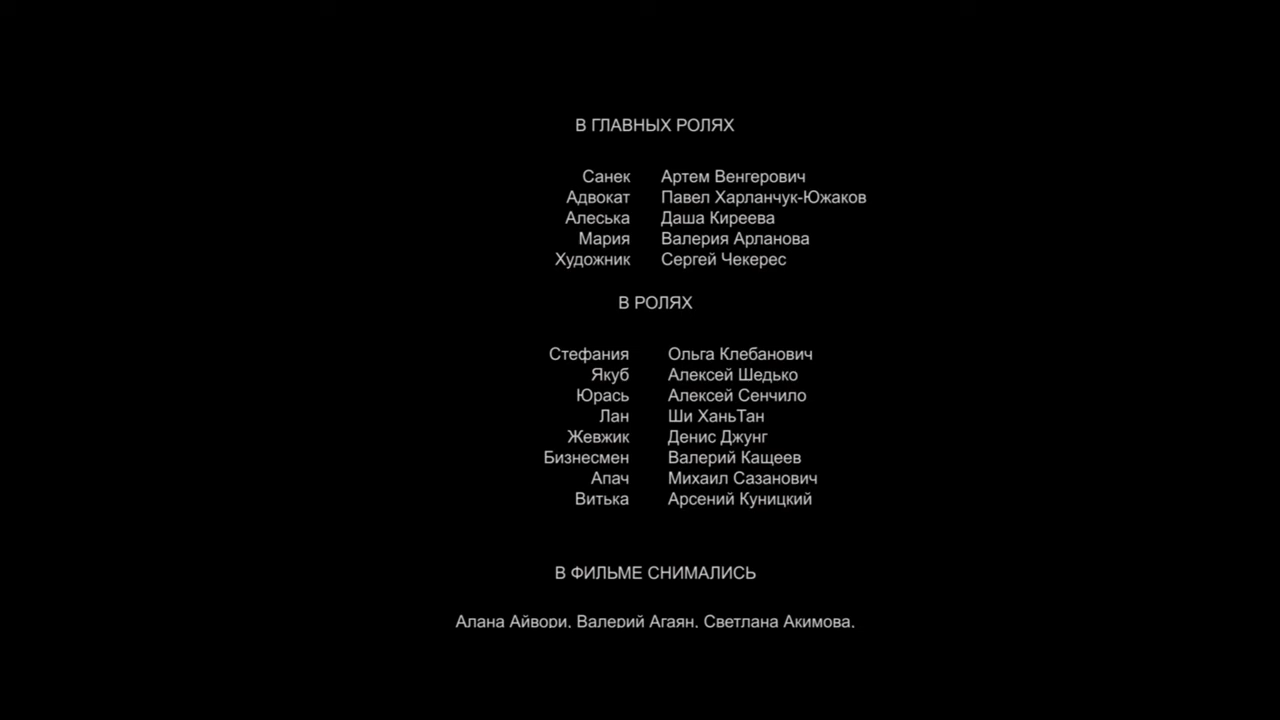 В ГЛАВНЫХ РОЛЯХ
Санек Артем Венгерович
Адвокат Павел Харланчук-Южаков
Алеська Даша Киреева
Мария Валерия Арланова
Художник Сергей Чекерес
В РОЛЯХ
Стефания Ольга Клебанович
Якуб Алексей Шедько
Юрась Алексей Сенчило
Лан Ши ХаньТан
Жевжик Денис Джунг
Бизнесмен Валерий Кащеев
Апач Михаил Сазанович
Витька Арсений Куницкий
В ФИЛЬМЕ СНИМАЛИСЬ
Алана Айвори, Валерий Агаян, Светлана Акимова,